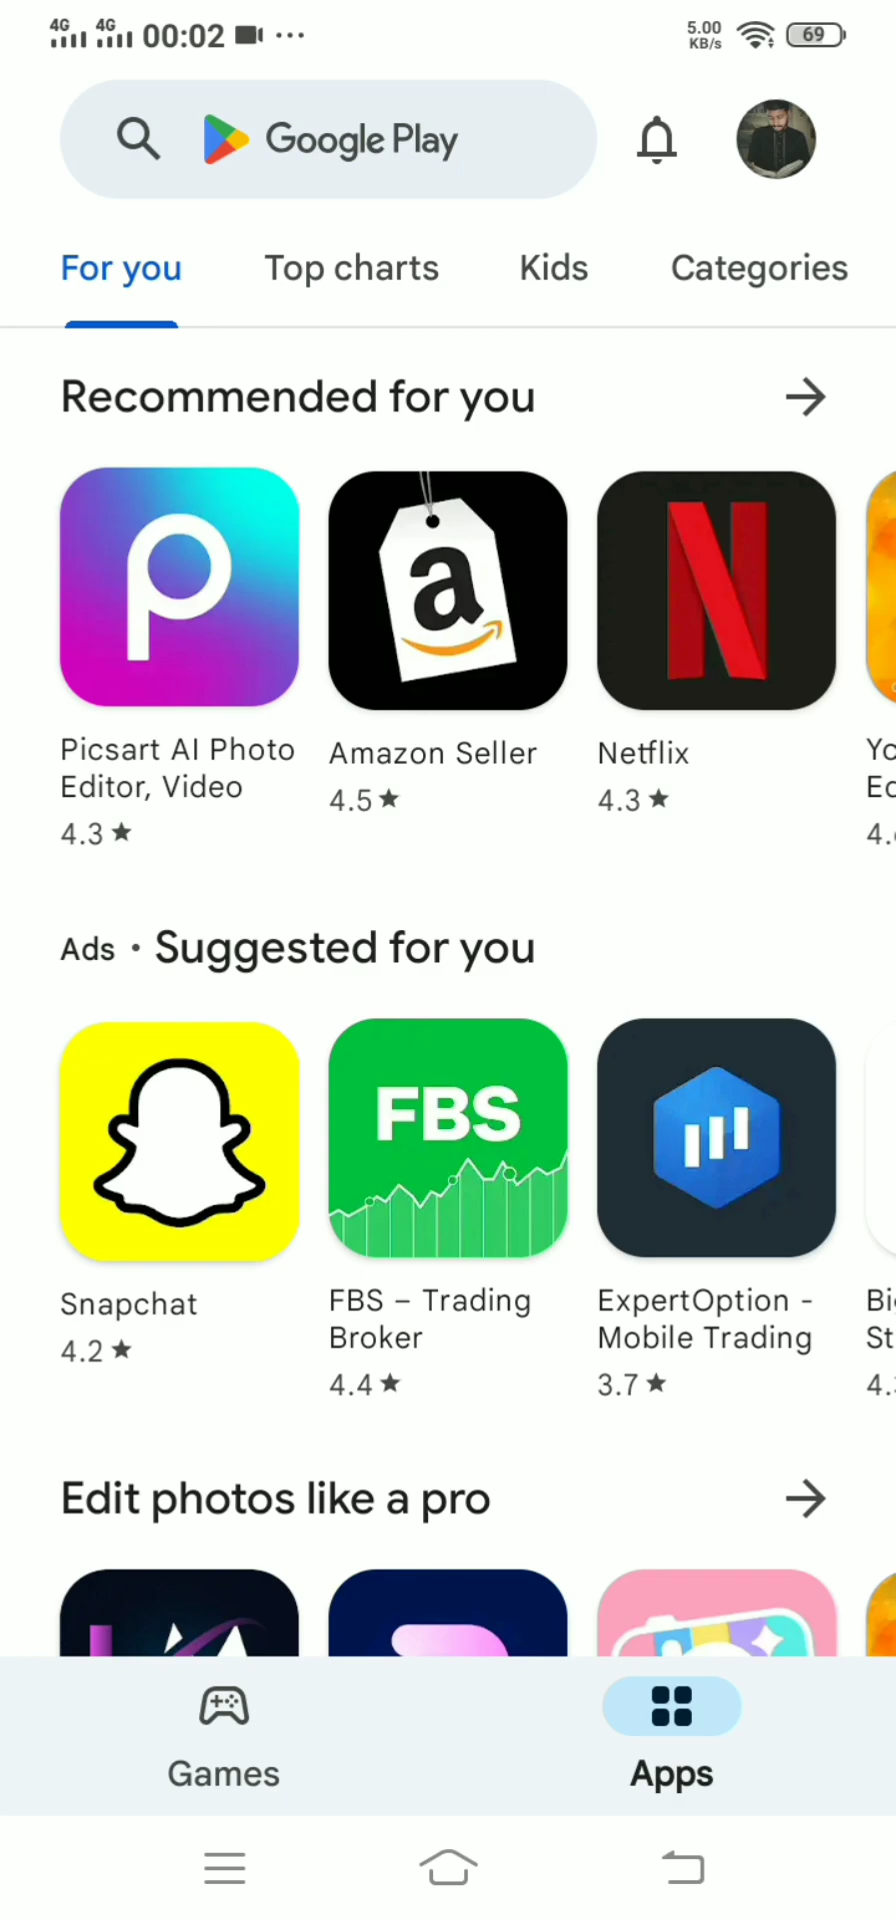 4G 4G 00:02 5.00 KB/s 69
Google Play
For you Top charts Kids Categories
Recommended for you
Picsart AI Photo Editor, Video
4.3 ★
Amazon Seller
4.5 ★
Netflix
4.3 ★
Ads • Suggested for you
FBS
Snapchat
4.2 ★
FBS – Trading Broker
4.4 ★
ExpertOption - Mobile Trading
3.7 ★
Edit photos like a pro
Games Apps